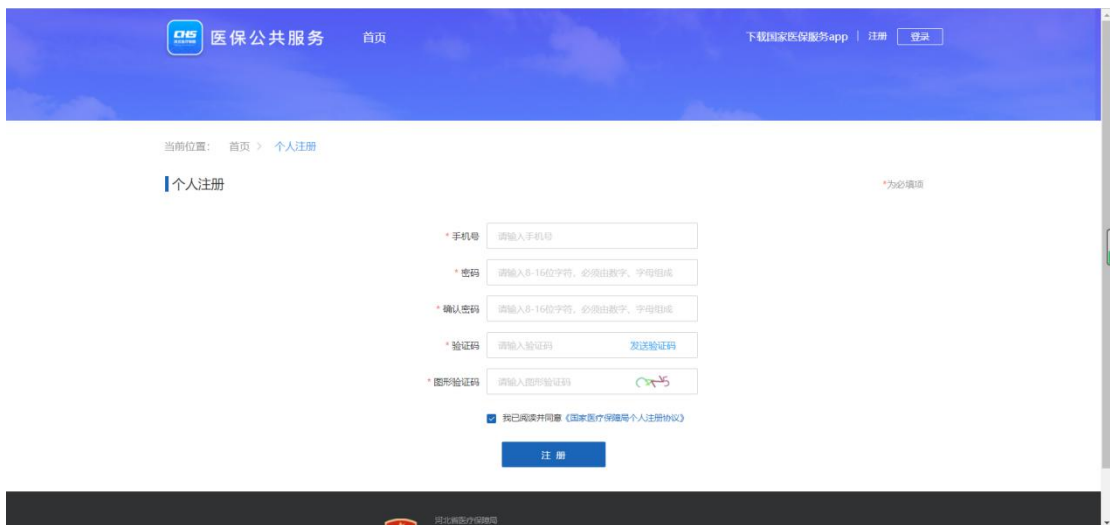 CHS 医保公共服务 首页 下载国家医保服务app | 注册 登录
当前位置： 首页 > 个人注册
个人注册 *为必填项
* 手机号 请输入手机号
* 密码 请输入8-16位字符，必须由数字、字母组成
* 确认密码 请输入8-16位字符，必须由数字、字母组成
* 验证码 请输入验证码 发送验证码
* 图形验证码 请输入图形验证码
我已阅读并同意《国家医疗保障局个人注册协议》
注 册
河北省医疗保障局